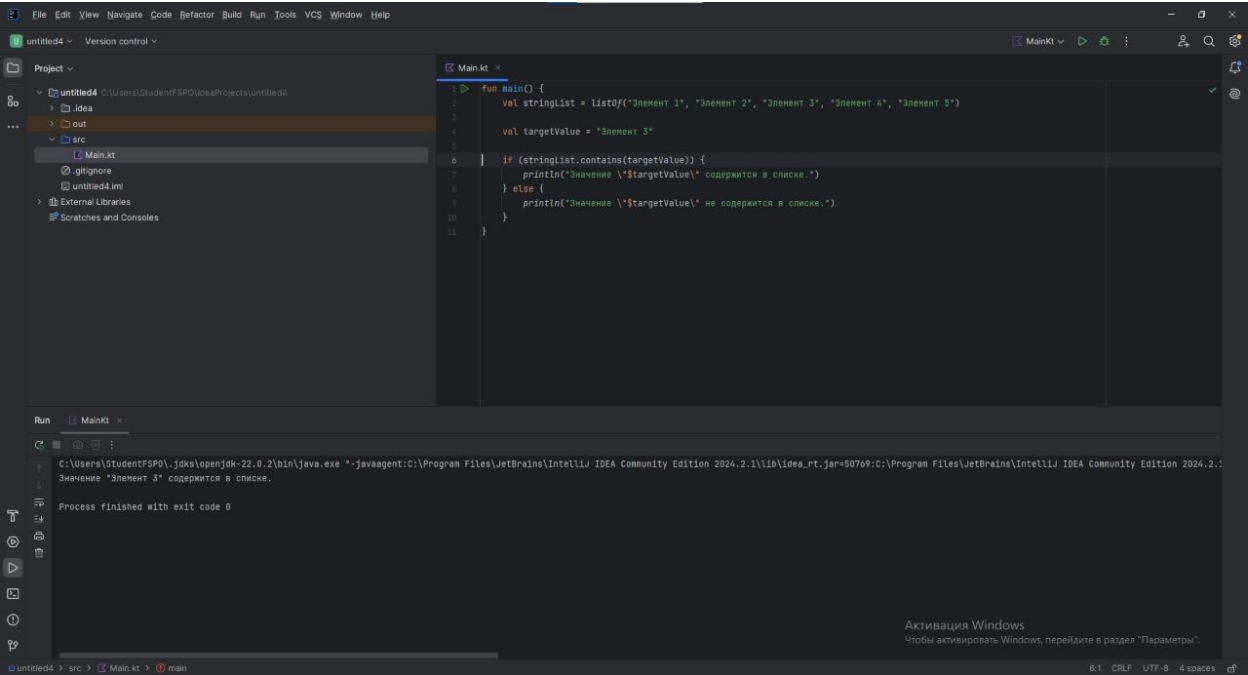 File Edit View Navigate Code Refactor Build Run Tools VCS Window Help
U untitled4 Version control MainKt
Project
Main.kt
untitled4 C:\Users\StudentFSPO\IdeaProjects\untitled4
.idea
out
src
Main.kt
.gitignore
untitled4.iml
External Libraries
Scratches and Consoles
1 fun main() {
2 val stringList = listOf("Элемент 1", "Элемент 2", "Элемент 3", "Элемент 4", "Элемент 5")
3
4 val targetValue = "Элемент 3"
5
6 if (stringList.contains(targetValue)) {
7 println("Значение \"$targetValue\" содержится в списке.")
8 } else {
9 println("Значение \"$targetValue\" не содержится в списке.")
10 }
11 }
Run MainKt
C:\Users\StudentFSPO\.jdks\openjdk-22.0.2\bin\java.exe "-javaagent:C:\Program Files\JetBrains\IntelliJ IDEA Community Edition 2024.2.1\lib\idea_rt.jar=50769:C:\Program Files\JetBrains\IntelliJ IDEA Community Edition 2024.2.1
Значение "Элемент 3" содержится в списке.
Process finished with exit code 0
Активация Windows
Чтобы активировать Windows, перейдите в раздел "Параметры".
untitled4 > src > Main.kt > main 6:1 CRLF UTF-8 4 spaces